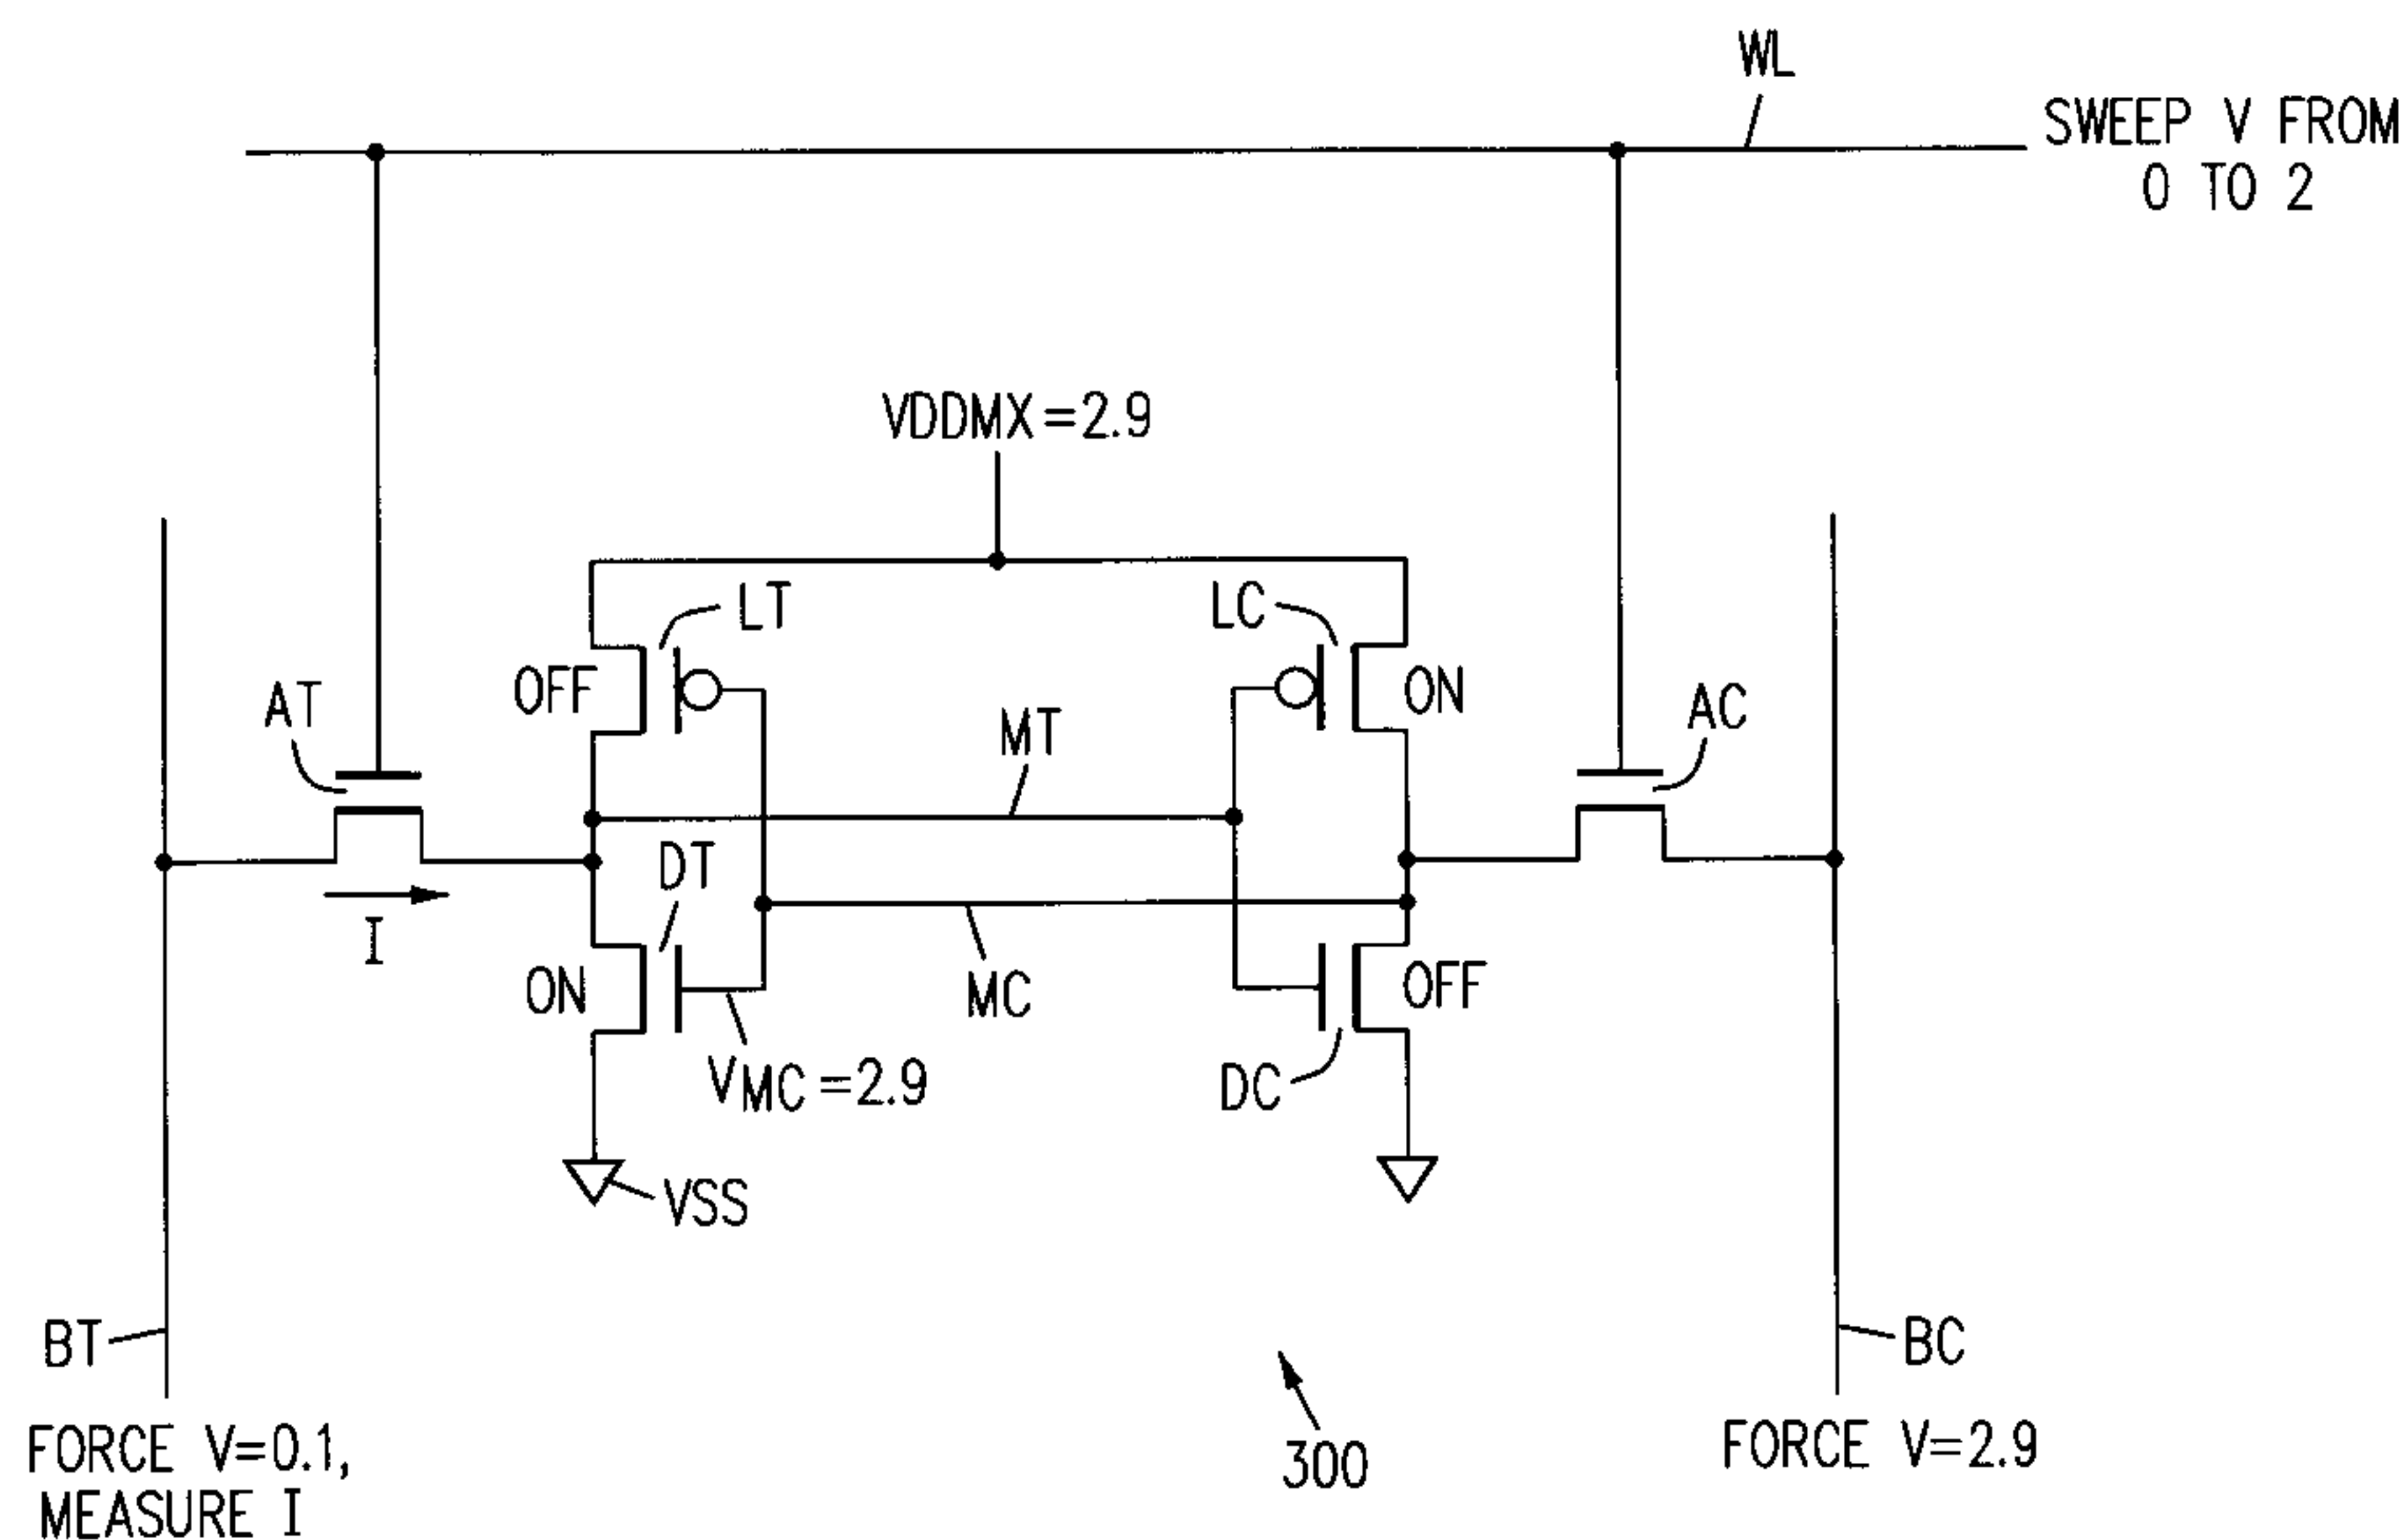 WL
SWEEP V FROM
0 TO 2
VDDMX=2.9
LT
LC
OFF
ON
AT
AC
MT
DT
I
ON
MC
OFF
VMC=2.9
DC
VSS
BT
BC
FORCE V=0.1,
MEASURE I
FORCE V=2.9
300